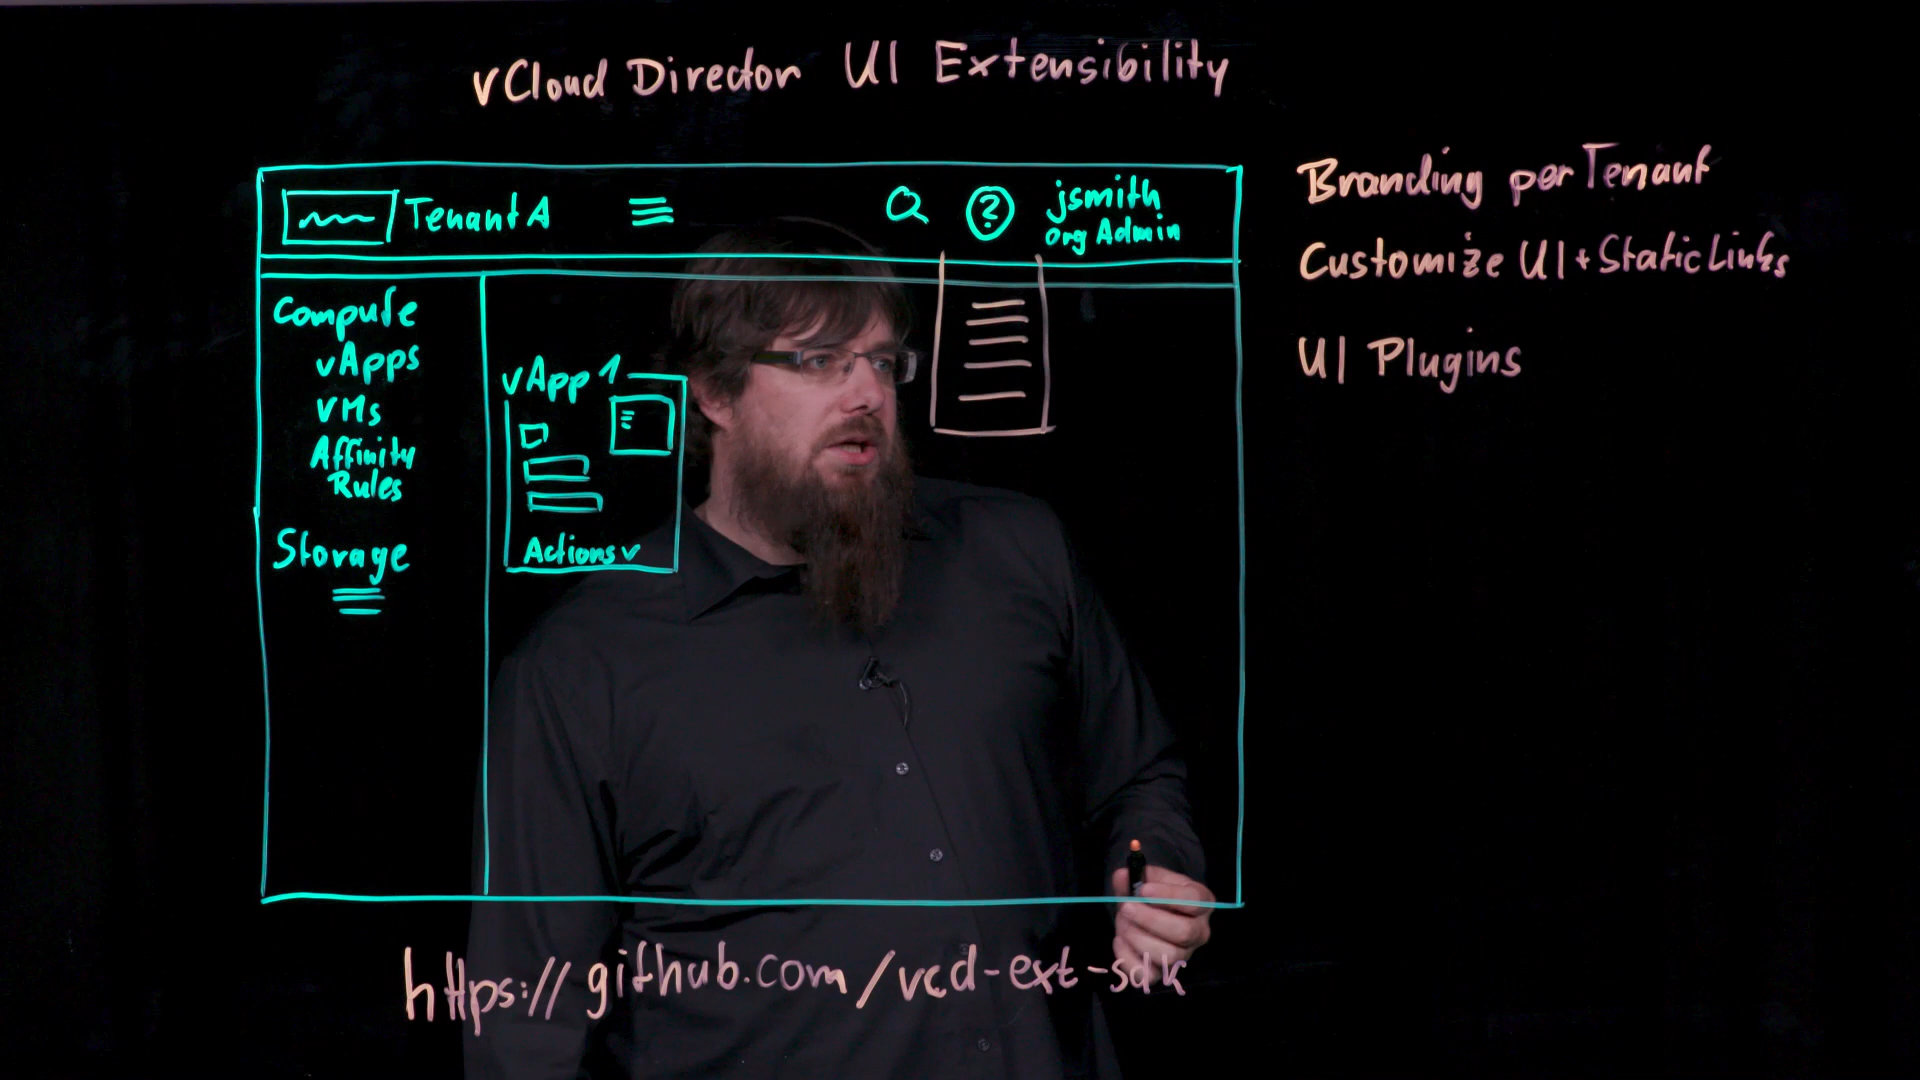 vCloud Director UI Extensibility
Tenant A
?
jsmith
Org Admin
Compute
vApps
VMs
Affinity
Rules
Storage
vApp 1
Actions
Branding per Tenant
Customize UI + Static Links
UI Plugins
https://github.com/vcd-ext-sdk